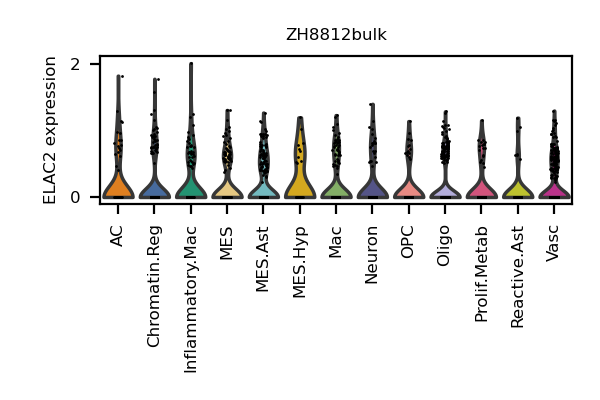 ZH8812bulk
ELAC2 expression
2
0
AC
Chromatin.Reg
Inflammatory.Mac
MES
MES.Ast
MES.Hyp
Mac
Neuron
OPC
Oligo
Prolif.Metab
Reactive.Ast
Vasc